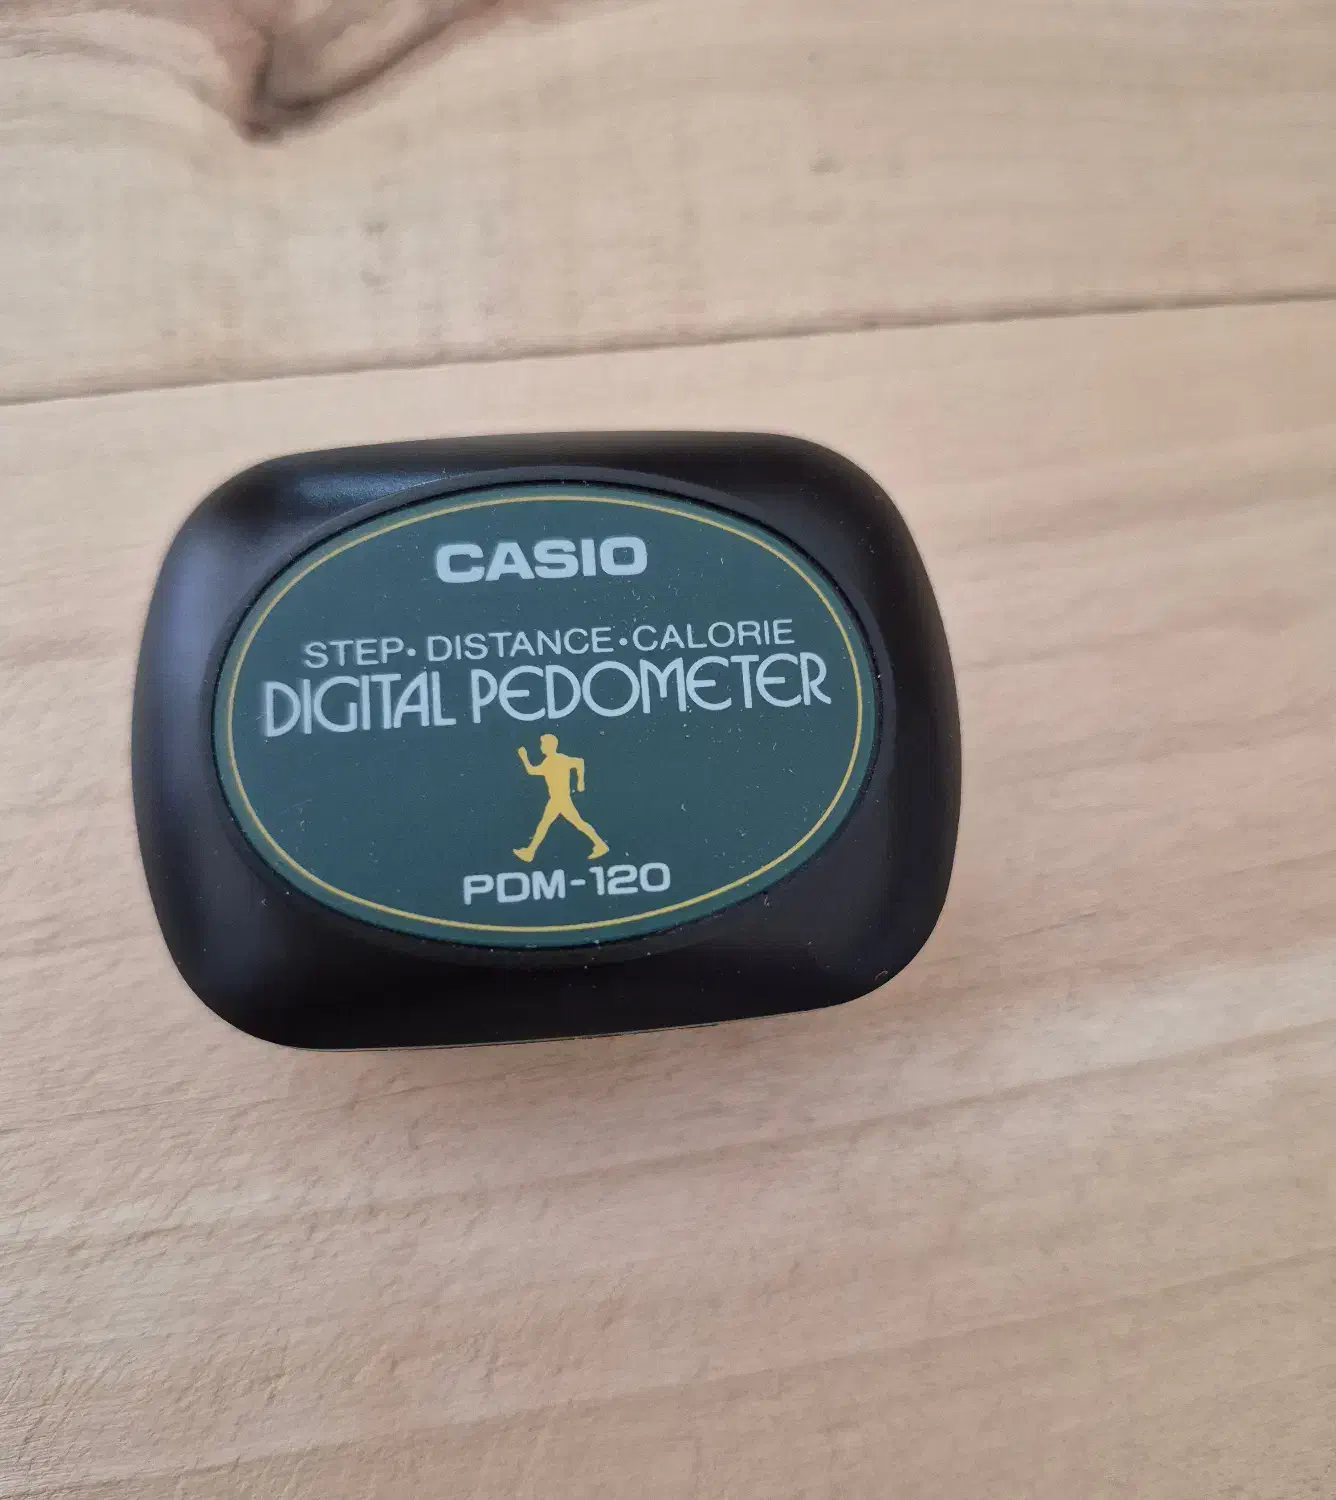 CASIO
STEP·DISTANCE·CALORIE
DIGITAL PEDOMETER
PDM-120